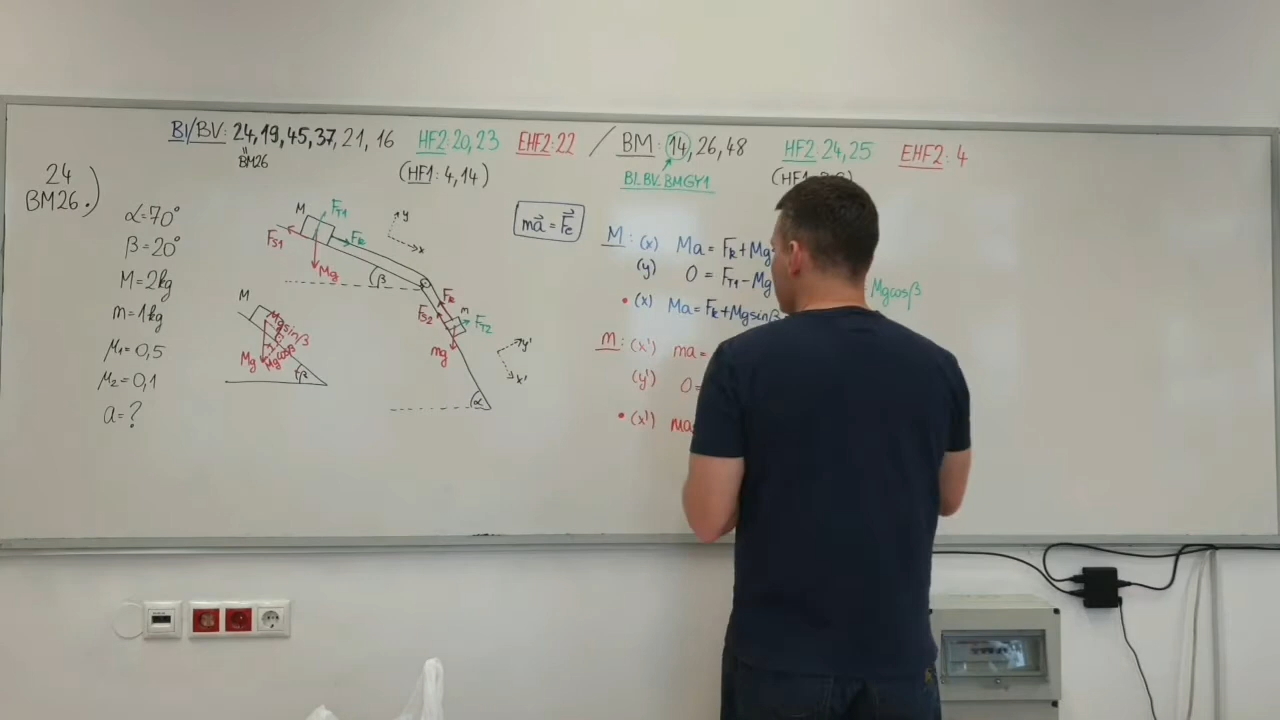 BI/BV: 24, 19, 45, 37, 21, 16 HF2: 20, 23 EHF2: 22 / BM: 14, 26, 48 HF2: 24, 25 EHF2: 4
BM26
(HF1: 4, 14)
BI.BV.BMGY1
(HF1
24
BM26.)
α=70°
β=20°
M=2kg
m=1kg
μ1=0,5
μ2=0,1
a=?
M
FT1
FS1
FK
Mg
y
x
β
FK
FS2
m
FT2
mg
y'
x'
α
M
Mgsinβ
Mg
Mgcosβ
β
ma⃗ = F⃗e
M: (x) Ma = FK + Mg
(y) 0 = FT1 - Mg
Mgcosβ
• (x) Ma = FK + Mgsinβ
m: (x') ma =
(y') 0 =
• (x') ma